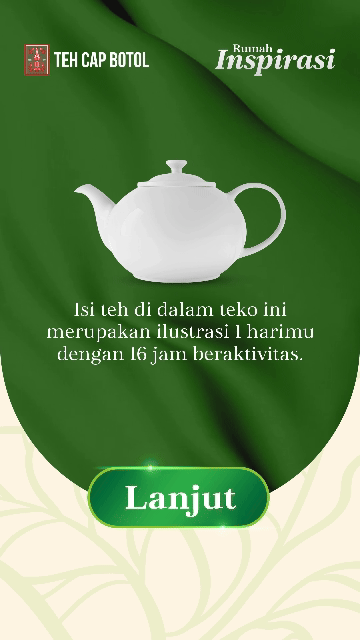 TEH CAP BOTOL
Rumah
Inspirasi
Isi teh di dalam teko ini
merupakan ilustrasi 1 harimu
dengan 16 jam beraktivitas.
Lanjut